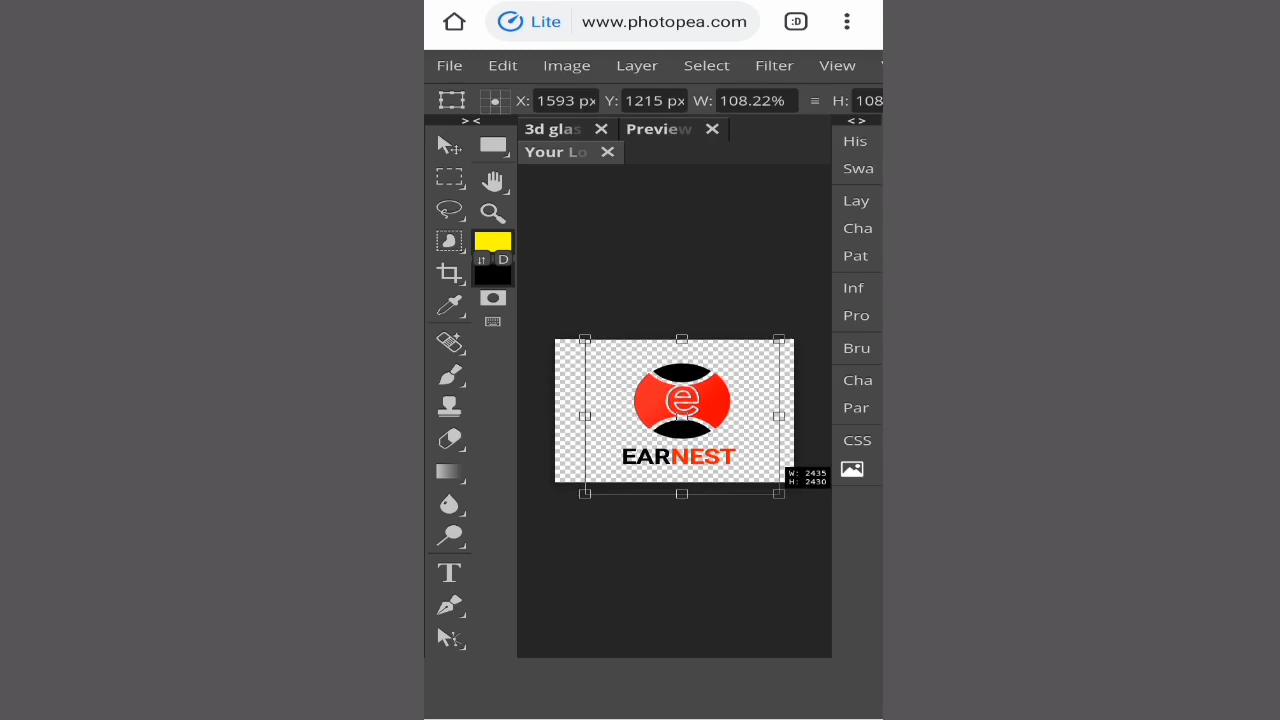 Lite www.photopea.com :D
File Edit Image Layer Select Filter View
X: 1593 px Y: 1215 px W: 108.22% H: 108
> < 3d glas Preview < >
Your Lo
His
Swa
Lay
Cha
Pat
Inf
Pro
Bru
Cha
Par
CSS
D
e
EARNEST
W: 2435
H: 2430
T